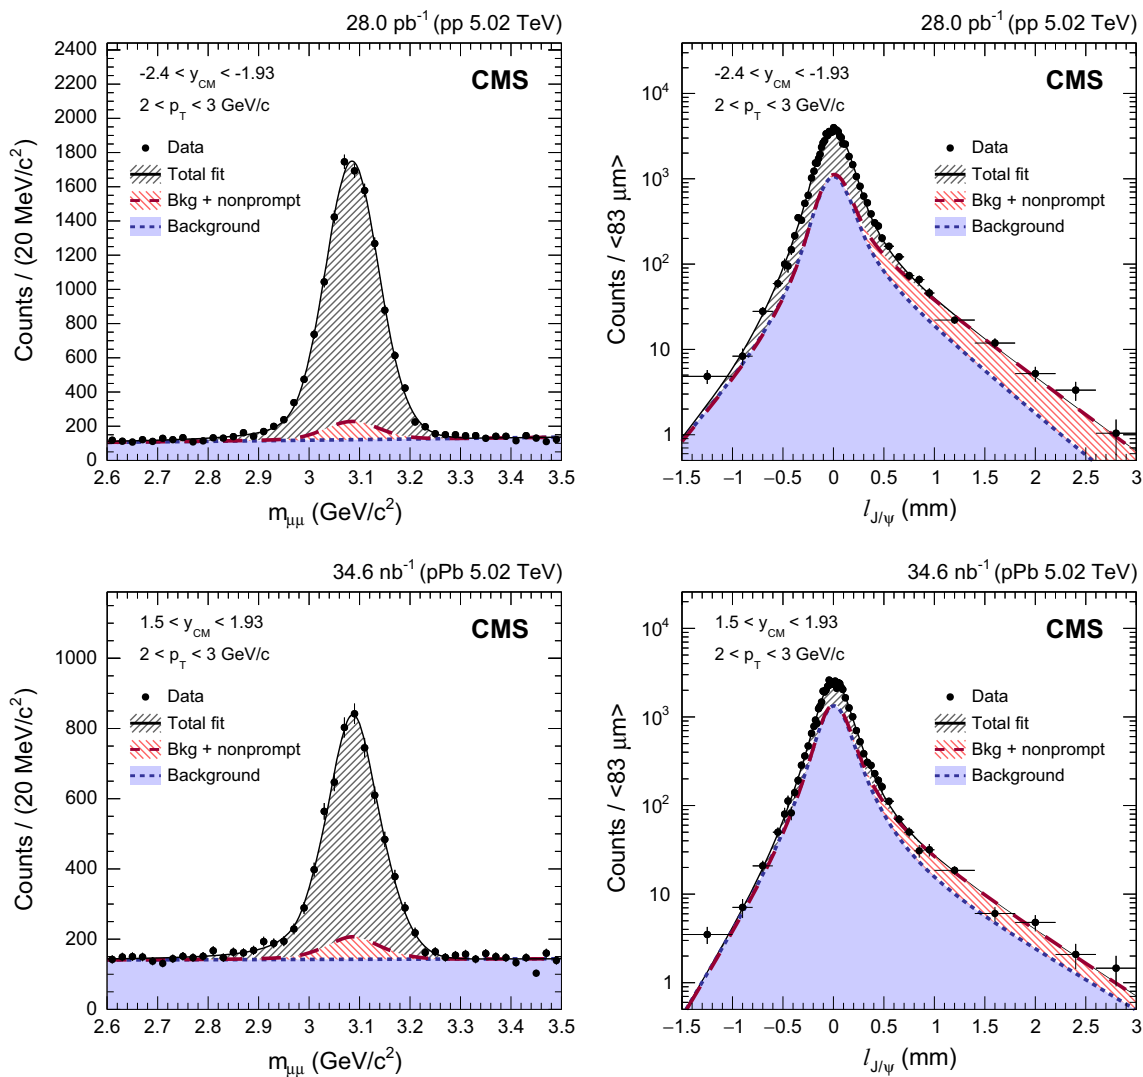 28.0 pb⁻¹ (pp 5.02 TeV)
-2.4 < y_CM < -1.93
CMS
2 < p_T < 3 GeV/c
Data
Total fit
Bkg + nonprompt
Background
Counts / (20 MeV/c²)
2400
2200
2000
1800
1600
1400
1200
1000
800
600
400
200
0
2.6 2.7 2.8 2.9 3 3.1 3.2 3.3 3.4 3.5
m_μμ (GeV/c²)
28.0 pb⁻¹ (pp 5.02 TeV)
-2.4 < y_CM < -1.93
CMS
2 < p_T < 3 GeV/c
Data
Total fit
Bkg + nonprompt
Background
Counts / <83 μm>
10⁴
10³
10²
10
1
−1.5 −1 −0.5 0 0.5 1 1.5 2 2.5 3
l_J/ψ (mm)
34.6 nb⁻¹ (pPb 5.02 TeV)
1.5 < y_CM < 1.93
CMS
2 < p_T < 3 GeV/c
Data
Total fit
Bkg + nonprompt
Background
Counts / (20 MeV/c²)
1000
800
600
400
200
0
2.6 2.7 2.8 2.9 3 3.1 3.2 3.3 3.4 3.5
m_μμ (GeV/c²)
34.6 nb⁻¹ (pPb 5.02 TeV)
1.5 < y_CM < 1.93
CMS
2 < p_T < 3 GeV/c
Data
Total fit
Bkg + nonprompt
Background
Counts / <83 μm>
10⁴
10³
10²
10
1
−1.5 −1 −0.5 0 0.5 1 1.5 2 2.5 3
l_J/ψ (mm)